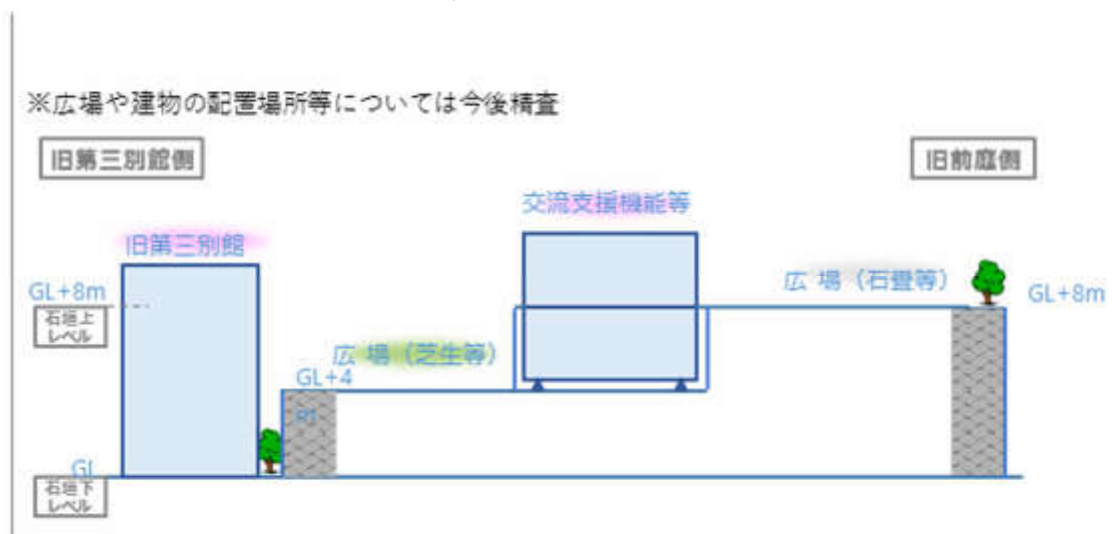 ※広場や建物の配置場所等については今後精査
旧第三別館側
旧前庭側
交流支援機能等
旧第三別館
広 場（石畳等）
GL+8m
GL+8m
石垣上
レベル
広 場（芝生等）
GL+4
GL
石垣下
レベル